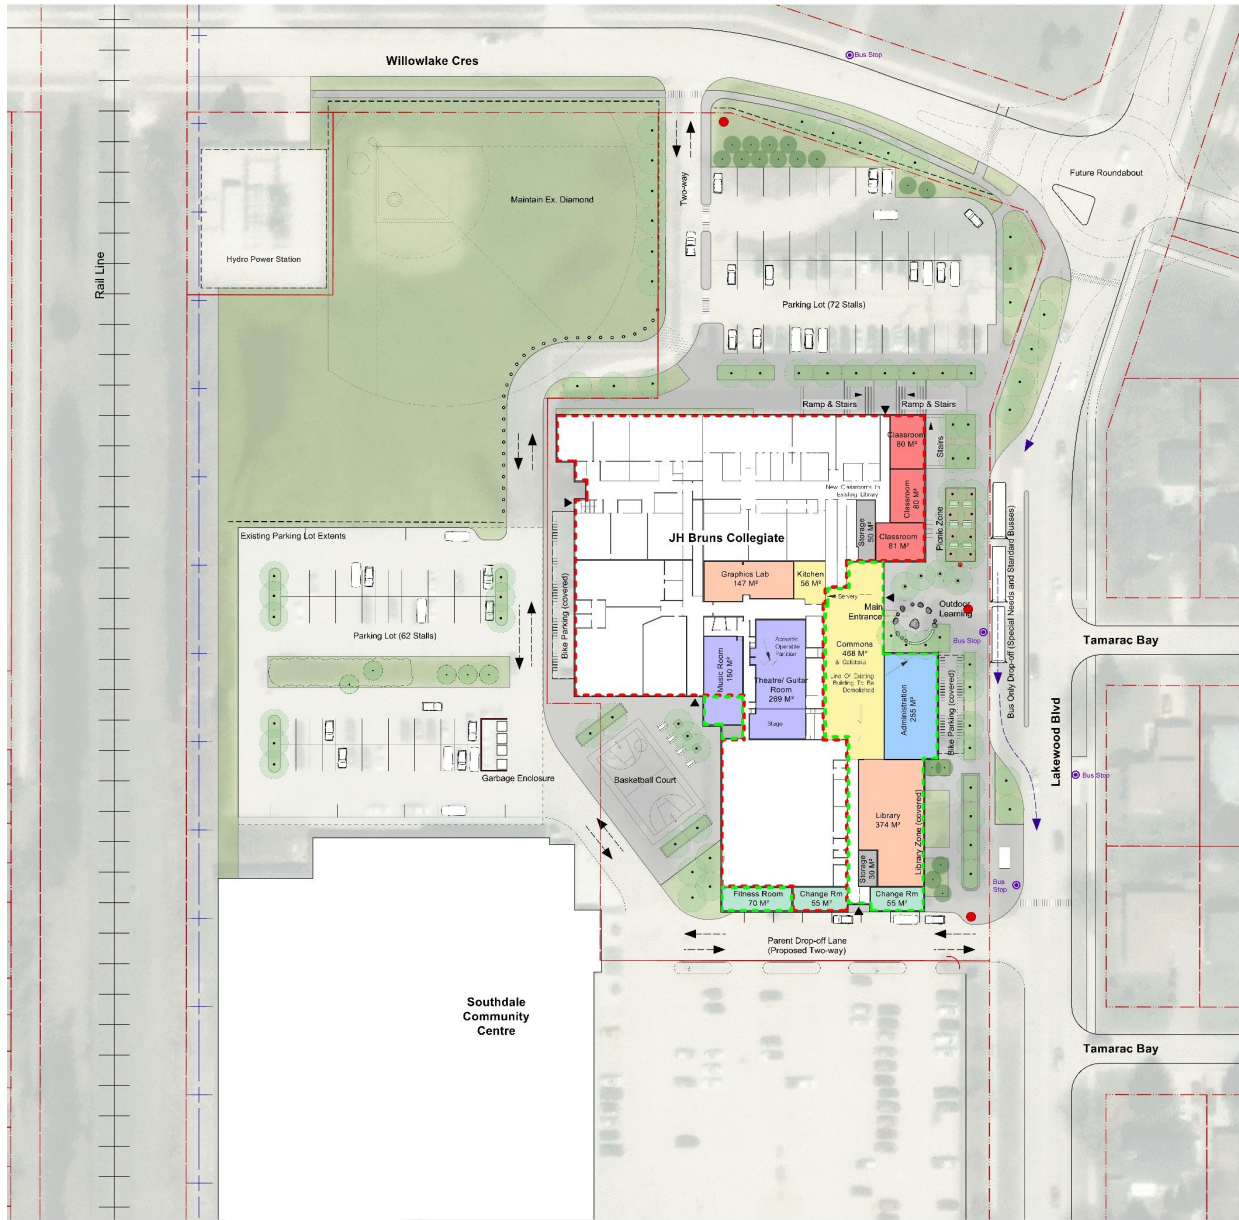 Willowlake Cres
Bus Stop
Future Roundabout
Two-way
Maintain Ex. Diamond
Hydro Power Station
Rail Line
Parking Lot (72 Stalls)
Ramp & Stairs
Ramp & Stairs
Stairs
Classroom
80 M²
Classroom
80 M²
New Classrooms In
Existing Library
Storage
50 M²
Classroom
81 M²
Picnic Zone
Existing Parking Lot Extents
JH Bruns Collegiate
Graphics Lab
147 M²
Kitchen
56 M²
Servery
Main
Entrance
Outdoor
Learning
Bus Stop
Bus Only Drop-off (Special Needs and Standard Busses)
Tamarac Bay
Parking Lot (62 Stalls)
Bike Parking (covered)
Music Room
150 M²
Acoustic
Operable
Partition
Theatre/ Guitar
Room
269 M²
Stage
Commons
468 M²
& Cafeteria
Line Of Existing
Building To Be
Demolished
Administration
255 M²
Bike Parking (covered)
Lakewood Blvd
Bus Stop
Garbage Enclosure
Basketball Court
Library
374 M²
Library Zone (covered)
Storage
30 M²
Fitness Room
70 M²
Change Rm
55 M²
Change Rm
55 M²
Bus
Stop
Parent Drop-off Lane
(Proposed Two-way)
Southdale
Community
Centre
Tamarac Bay